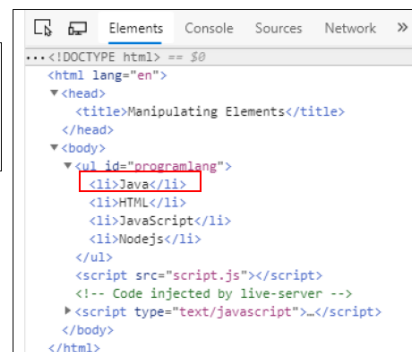 Elements Console Sources Network »
···<!DOCTYPE html> == $0
<html lang="en">
▼<head>
<title>Manipulating Elements</title>
</head>
▼<body>
▼<ul id="programlang">
<li>Java</li>
<li>HTML</li>
<li>JavaScript</li>
<li>Nodejs</li>
</ul>
<script src="script.js"></script>
<!-- Code injected by live-server -->
▶<script type="text/javascript">…</script>
</body>
</html>